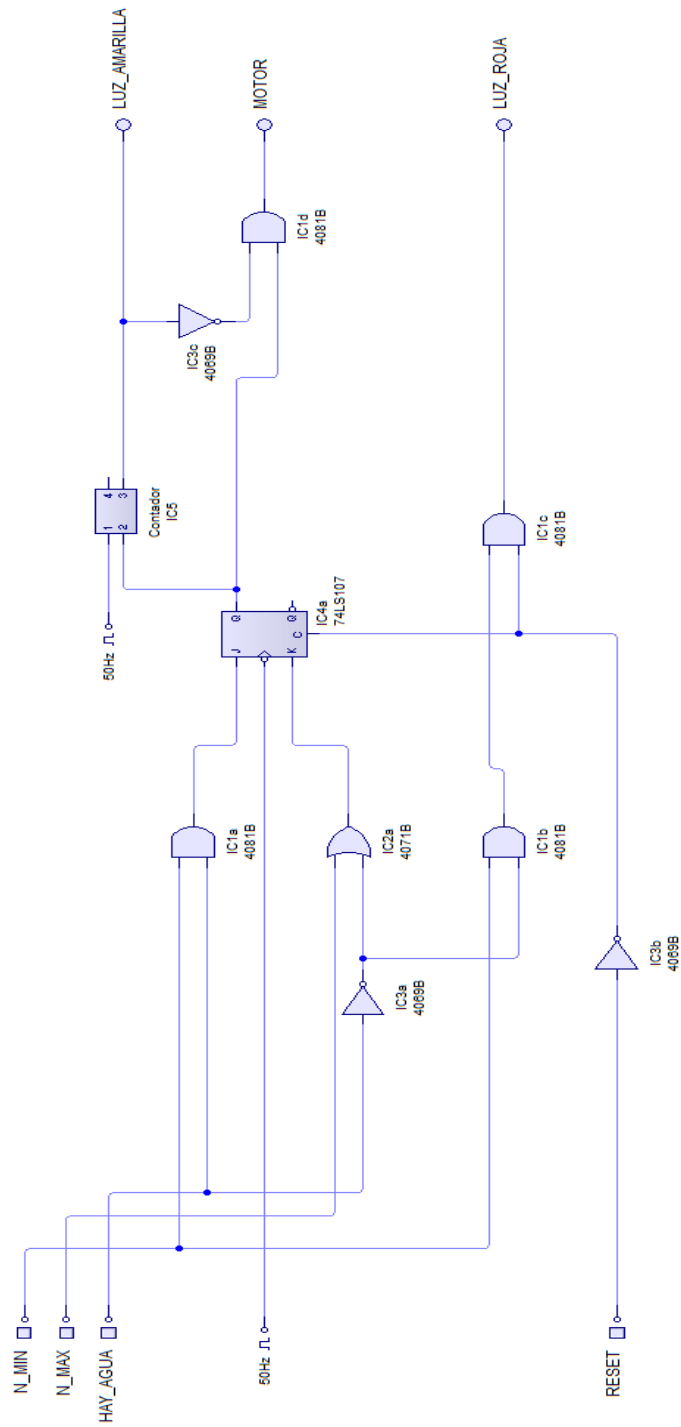 N_MIN
N_MAX
HAY_AGUA
50Hz
RESET
IC1a
4081B
IC3a
4069B
IC2a
4071B
IC1b
4081B
IC3b
4069B
J
Q
K
Q
C
IC4a
74LS107
50Hz
1
4
2
3
Contador
IC5
IC3c
4069B
IC1d
4081B
IC1c
4081B
LUZ_AMARILLA
MOTOR
LUZ_ROJA